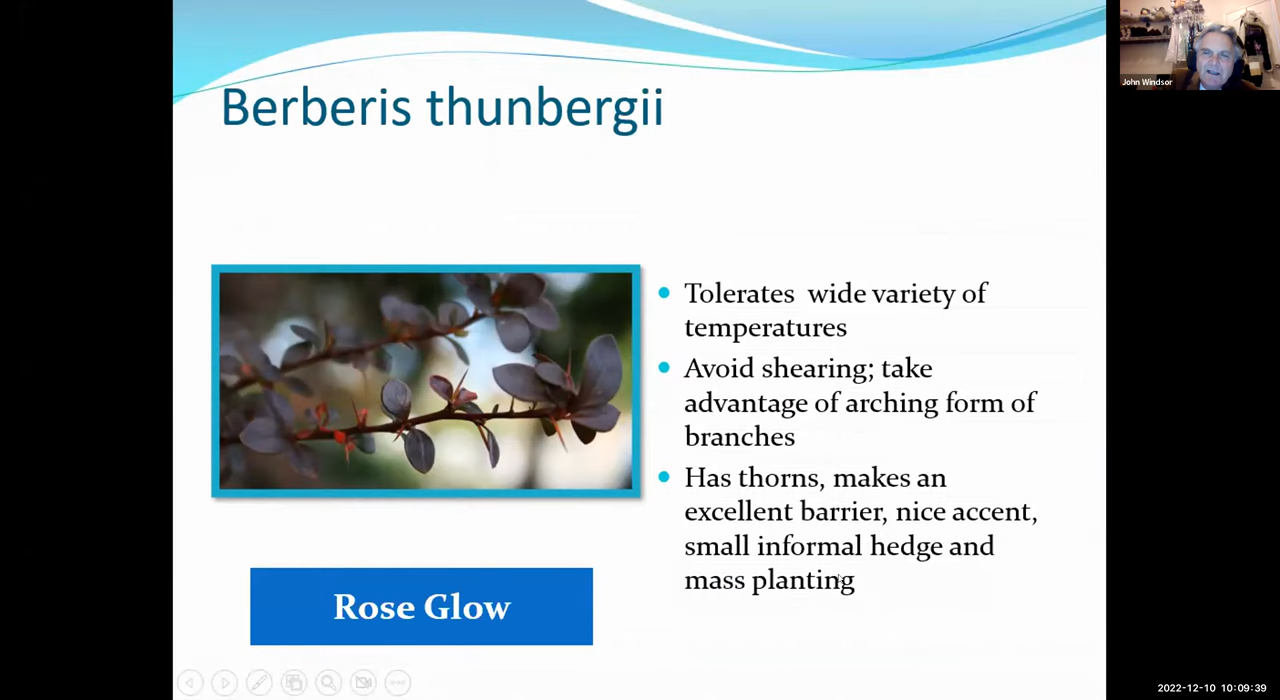 John Windsor
Berberis thunbergii
Tolerates  wide variety of
temperatures
Avoid shearing; take
advantage of arching form of
branches
Has thorns, makes an
excellent barrier, nice accent,
small informal hedge and
mass planting
Rose Glow
2022-12-10 10:09:39